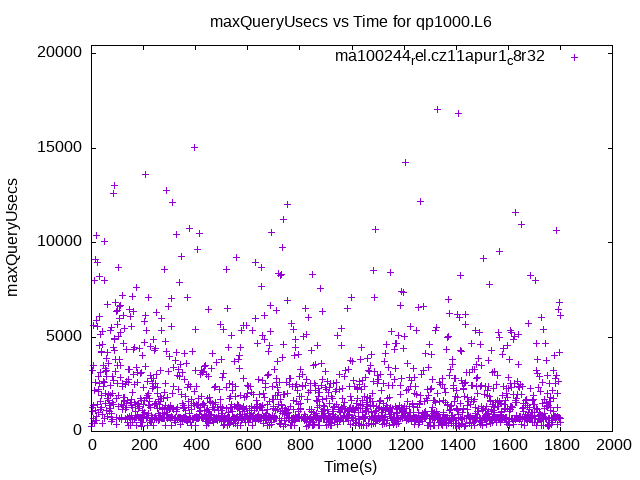 maxQueryUsecs vs Time for qp1000.L6
ma100244rel.cz11apur1c8r32
20000
15000
10000
5000
0
maxQueryUsecs
0 200 400 600 800 1000 1200 1400 1600 1800 2000
Time(s)